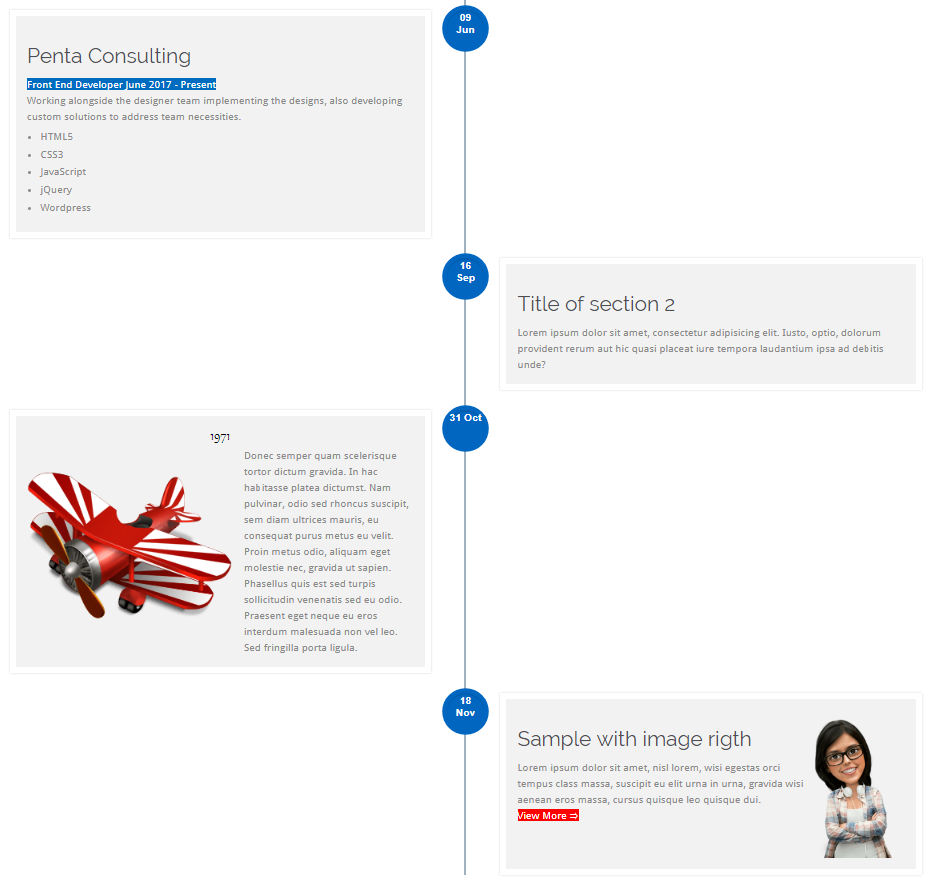 09
Jun
Penta Consulting
Front End Developer June 2017 - Present
Working alongside the designer team implementing the designs, also developing
custom solutions to address team necessities.
• HTML5
• CSS3
• JavaScript
• jQuery
• Wordpress
16
Sep
Title of section 2
Lorem ipsum dolor sit amet, consectetur adipisicing elit. Iusto, optio, dolorum
provident rerum aut hic quasi placeat iure tempora laudantium ipsa ad debitis
unde?
31 Oct
1971
Donec semper quam scelerisque
tortor dictum gravida. In hac
habitasse platea dictumst. Nam
pulvinar, odio sed rhoncus suscipit,
sem diam ultrices mauris, eu
consequat purus metus eu velit.
Proin metus odio, aliquam eget
molestie nec, gravida ut sapien.
Phasellus quis est sed turpis
sollicitudin venenatis sed eu odio.
Praesent eget neque eu eros
interdum malesuada non vel leo.
Sed fringilla porta ligula.
18
Nov
Sample with image rigth
Lorem ipsum dolor sit amet, nisl lorem, wisi egestas orci
tempus class massa, suscipit eu elit urna in urna, gravida wisi
aenean eros massa, cursus quisque leo quisque dui.
View More ⇒